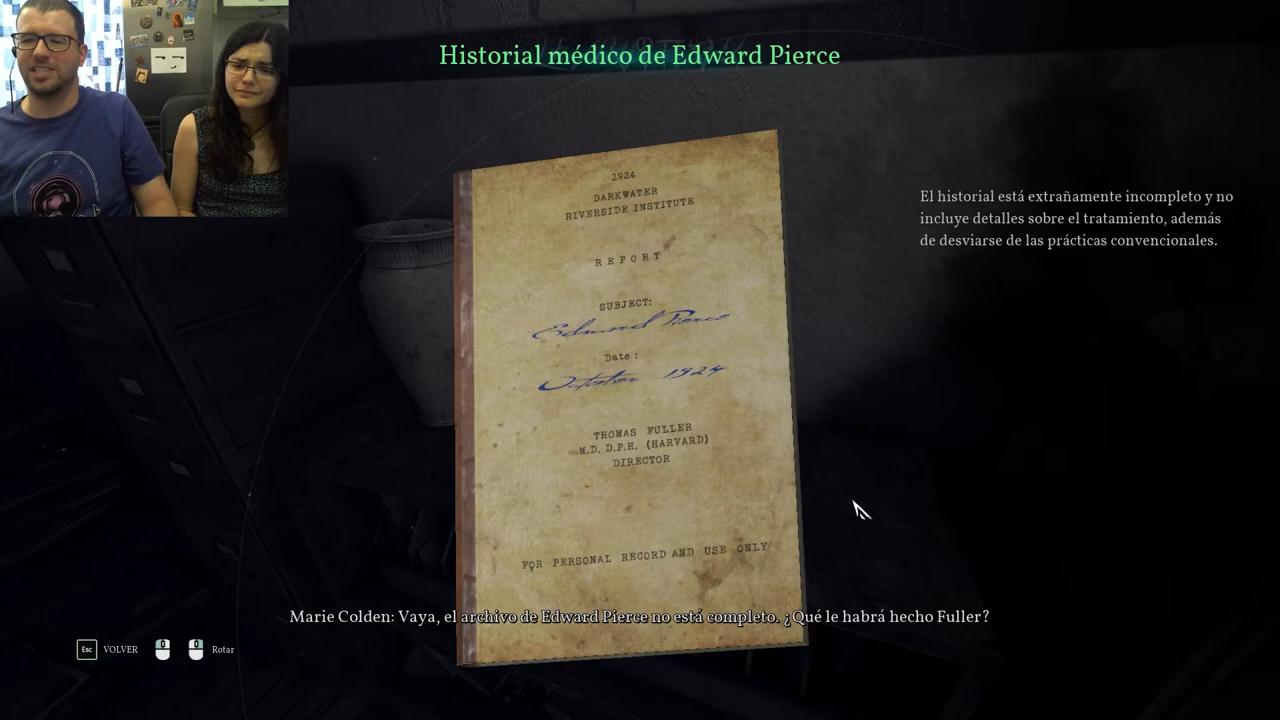 Historial médico de Edward Pierce
1924
DARKWATER
RIVERSIDE INSTITUTE
REPORT
SUBJECT:
Edward Pierce
Date :
October 1924
THOMAS FULLER
M.D. D.P.H. (HARVARD)
DIRECTOR
FOR PERSONAL RECORD AND USE ONLY
El historial está extrañamente incompleto y no
incluye detalles sobre el tratamiento, además
de desviarse de las prácticas convencionales.
Marie Colden: Vaya, el archivo de Edward Pierce no está completo. ¿Qué le habrá hecho Fuller?
Esc VOLVER Rotar